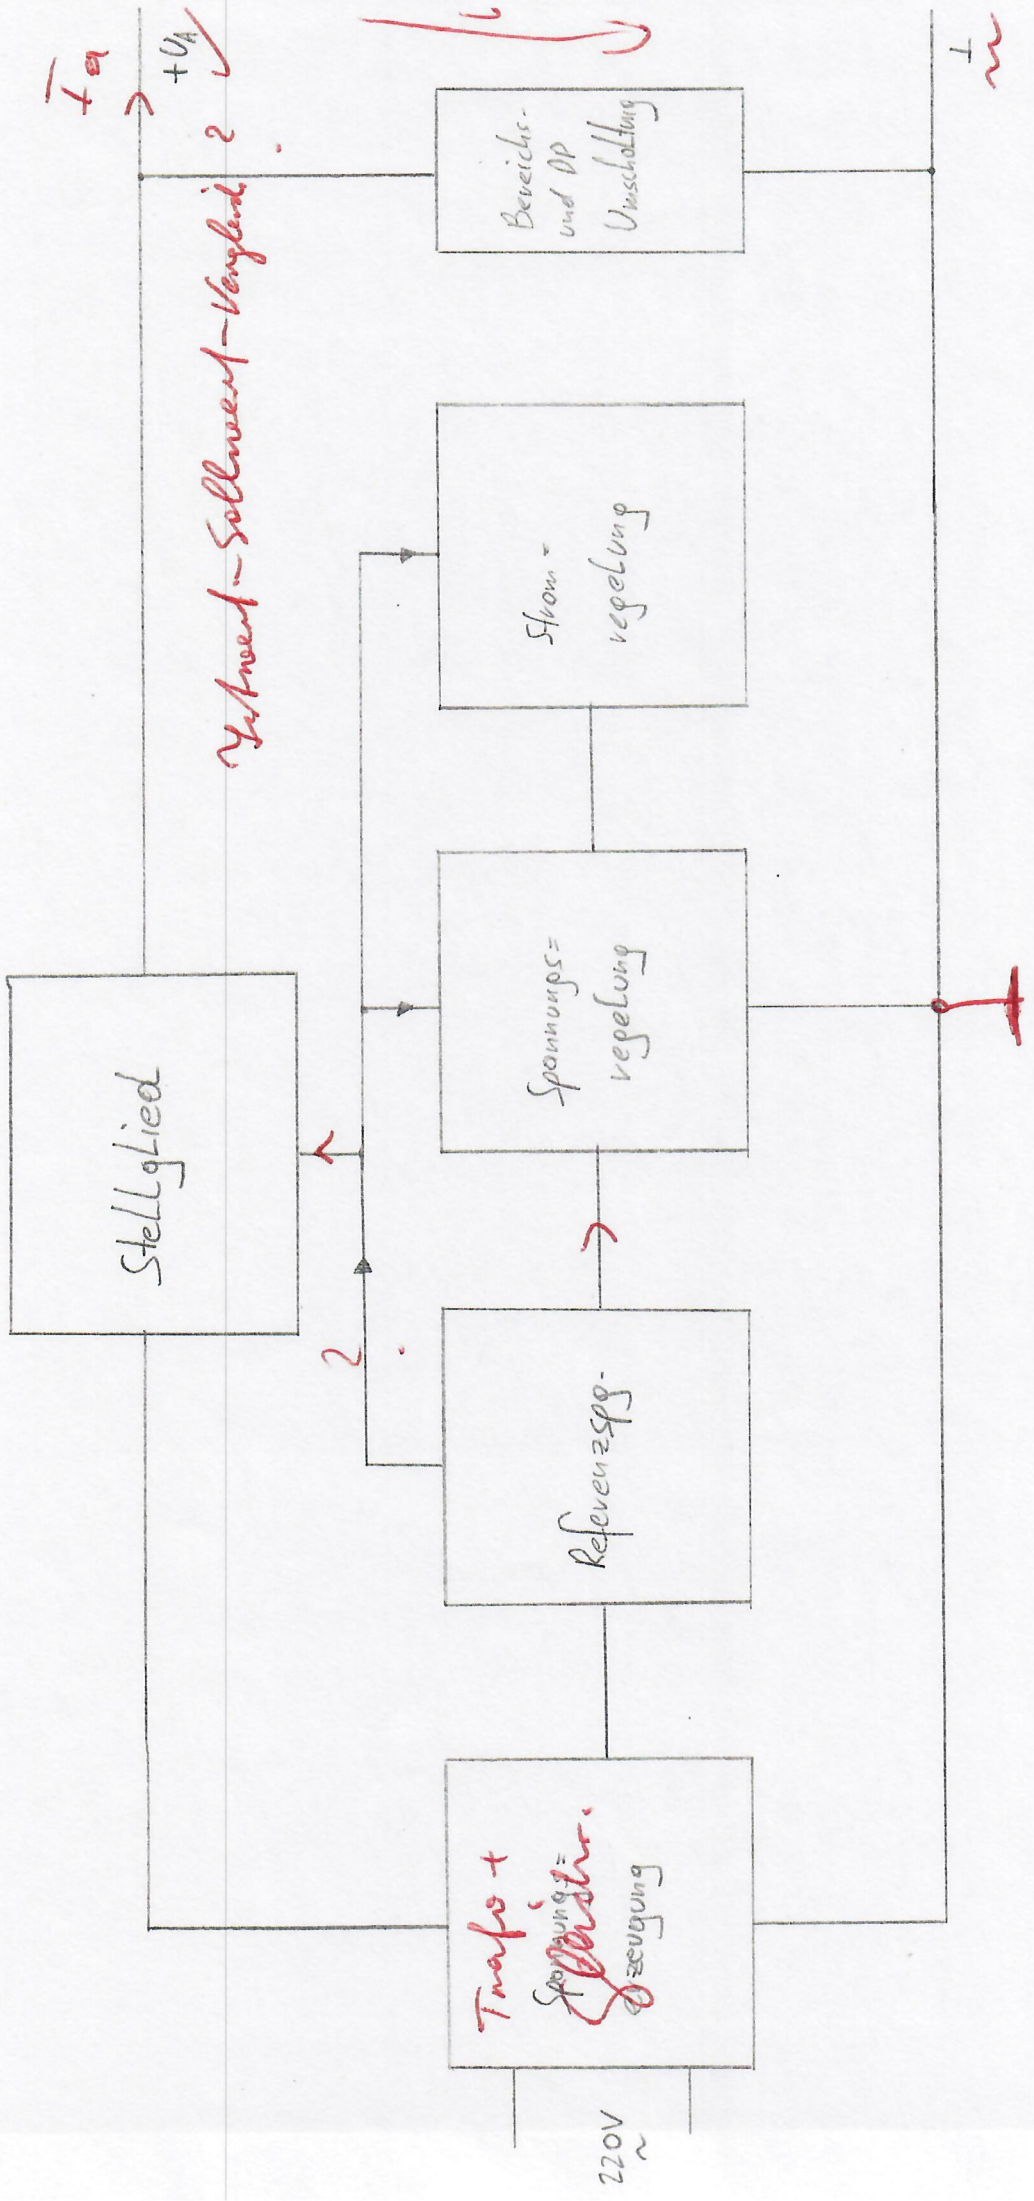 220V
~
Trafo +
Spannungs=
erzeugung
Gleichr.
Referenzspg.
2
Stellglied
Spannungs=
regelung
Strom=
regelung
Istwert-Sollwert-Vergleich ?
Bereichs-
und DP
Umschaltung
Ia
+UA